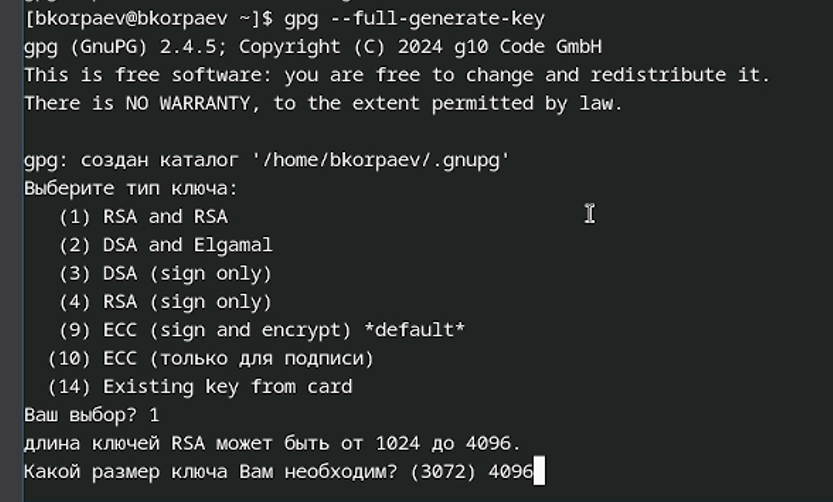 [bkorpaev@bkorpaev ~]$ gpg --full-generate-key
gpg (GnuPG) 2.4.5; Copyright (C) 2024 g10 Code GmbH
This is free software: you are free to change and redistribute it.
There is NO WARRANTY, to the extent permitted by law.
gpg: создан каталог '/home/bkorpaev/.gnupg'
Выберите тип ключа:
(1) RSA and RSA
(2) DSA and Elgamal
(3) DSA (sign only)
(4) RSA (sign only)
(9) ECC (sign and encrypt) *default*
(10) ECC (только для подписи)
(14) Existing key from card
Ваш выбор? 1
длина ключей RSA может быть от 1024 до 4096.
Какой размер ключа Вам необходим? (3072) 4096